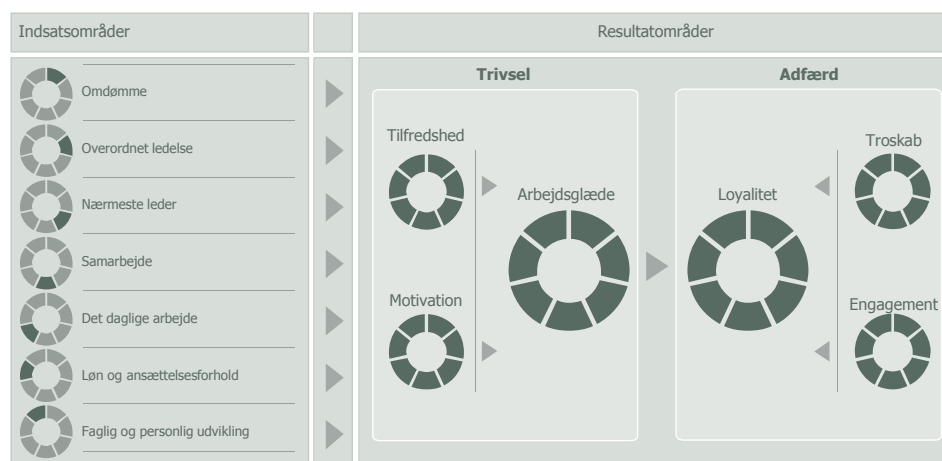 Indsatsområder
Resultatområder
Omdømme
Overordnet ledelse
Nærmeste leder
Samarbejde
Det daglige arbejde
Løn og ansættelsesforhold
Faglig og personlig udvikling
Trivsel
Tilfredshed
Arbejdsglæde
Motivation
Adfærd
Loyalitet
Troskab
Engagement